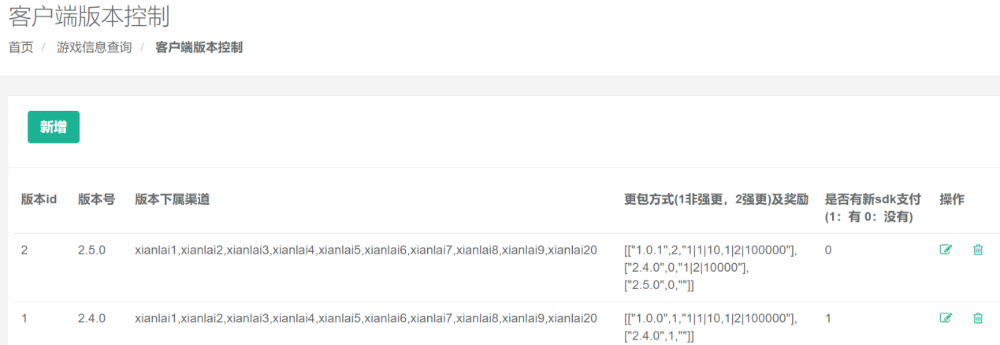 客户端版本控制
首页 / 游戏信息查询 / 客户端版本控制
新增
版本id 版本号 版本下属渠道 更包方式(1非强更，2强更)及奖励 是否有新sdk支付 操作
(1：有 0：没有)
2 2.5.0 xianlai1,xianlai2,xianlai3,xianlai4,xianlai5,xianlai6,xianlai7,xianlai8,xianlai9,xianlai20 [["1.0.1",2,"1|1|10,1|2|100000"], 0
["2.4.0",0,"1|2|10000"],
["2.5.0",0,""]]
1 2.4.0 xianlai1,xianlai2,xianlai3,xianlai4,xianlai5,xianlai6,xianlai7,xianlai8,xianlai9,xianlai20 [["1.0.0",1,"1|1|10,1|2|100000"], 1
["2.4.0",1,""]]